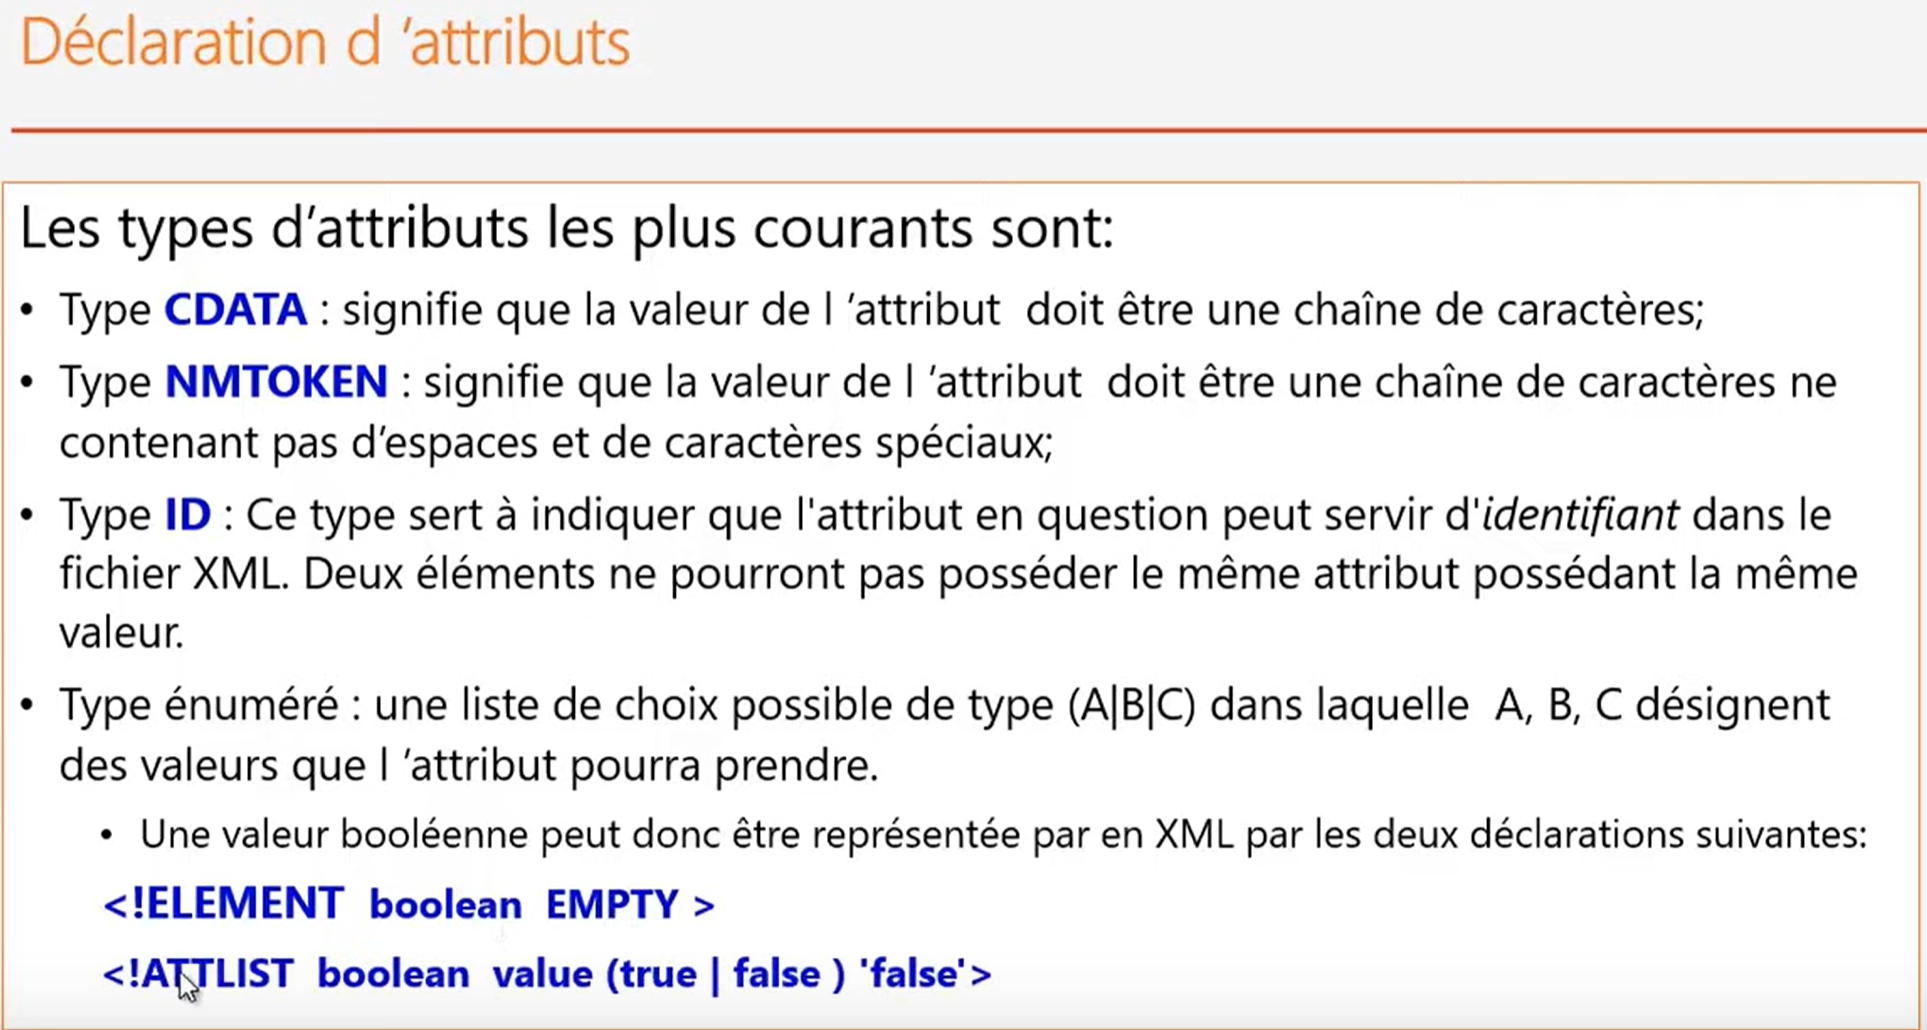 Déclaration d ’attributs
Les types d’attributs les plus courants sont:
• Type CDATA : signifie que la valeur de l ’attribut doit être une chaîne de caractères;
• Type NMTOKEN : signifie que la valeur de l ’attribut doit être une chaîne de caractères ne
contenant pas d’espaces et de caractères spéciaux;
• Type ID : Ce type sert à indiquer que l'attribut en question peut servir d'identifiant dans le
fichier XML. Deux éléments ne pourront pas posséder le même attribut possédant la même
valeur.
• Type énuméré : une liste de choix possible de type (A|B|C) dans laquelle A, B, C désignent
des valeurs que l ’attribut pourra prendre.
• Une valeur booléenne peut donc être représentée par en XML par les deux déclarations suivantes:
<!ELEMENT boolean EMPTY >
<!ATTLIST boolean value (true | false ) 'false'>